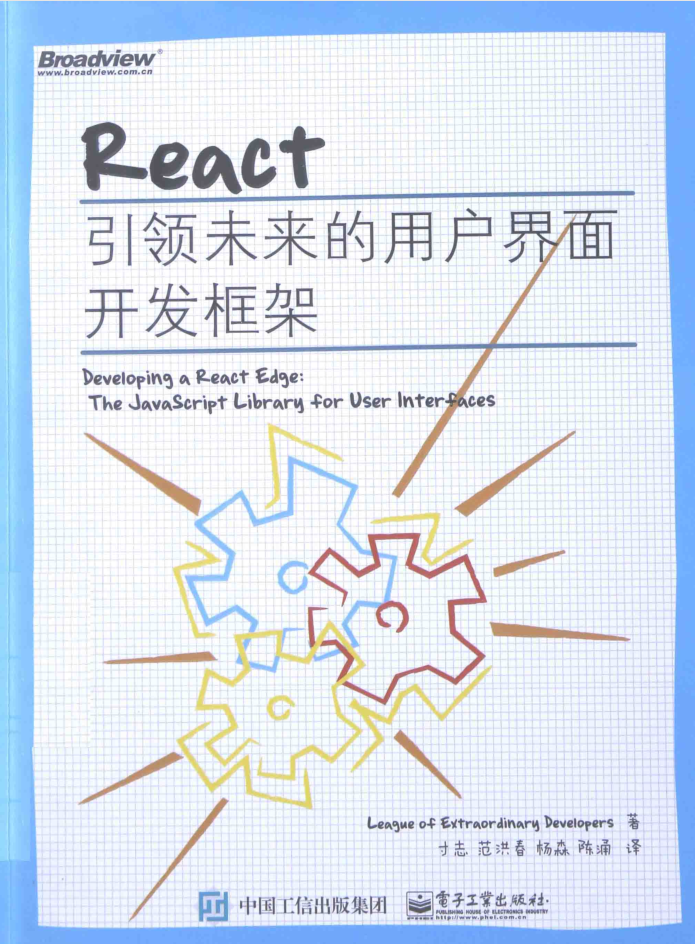 Broadview®
www.broadview.com.cn
React
引领未来的用户界面
开发框架
Developing a React Edge:
The JavaScript Library for User Interfaces
League of Extraordinary Developers 著
寸志 范洪春 杨森 陈涌 译
中国工信出版集团
電子工業出版社·
PUBLISHING HOUSE OF ELECTRONICS INDUSTRY
http://www.phei.com.cn